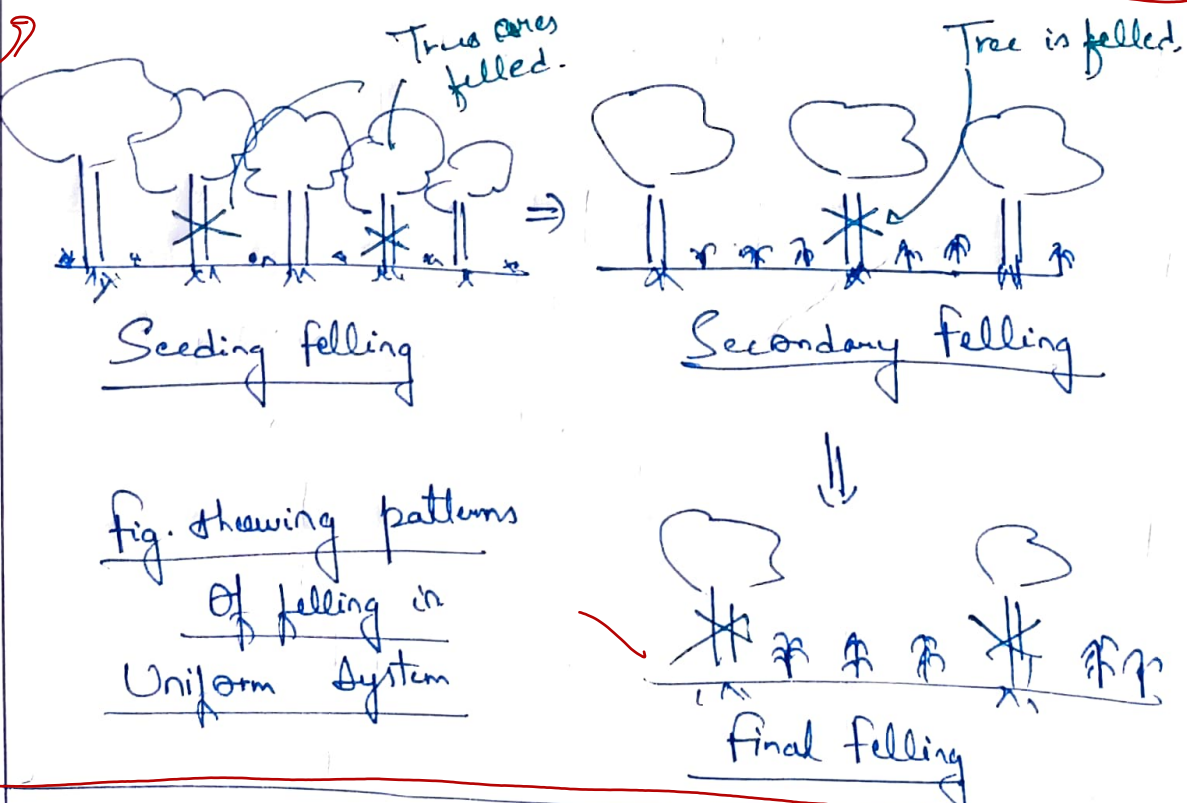 Trees are
felled.
Tree is felled.
⇒
Seeding felling
Secondary felling
⇓
fig. showing patterns
Of felling in
Uniform System
final felling